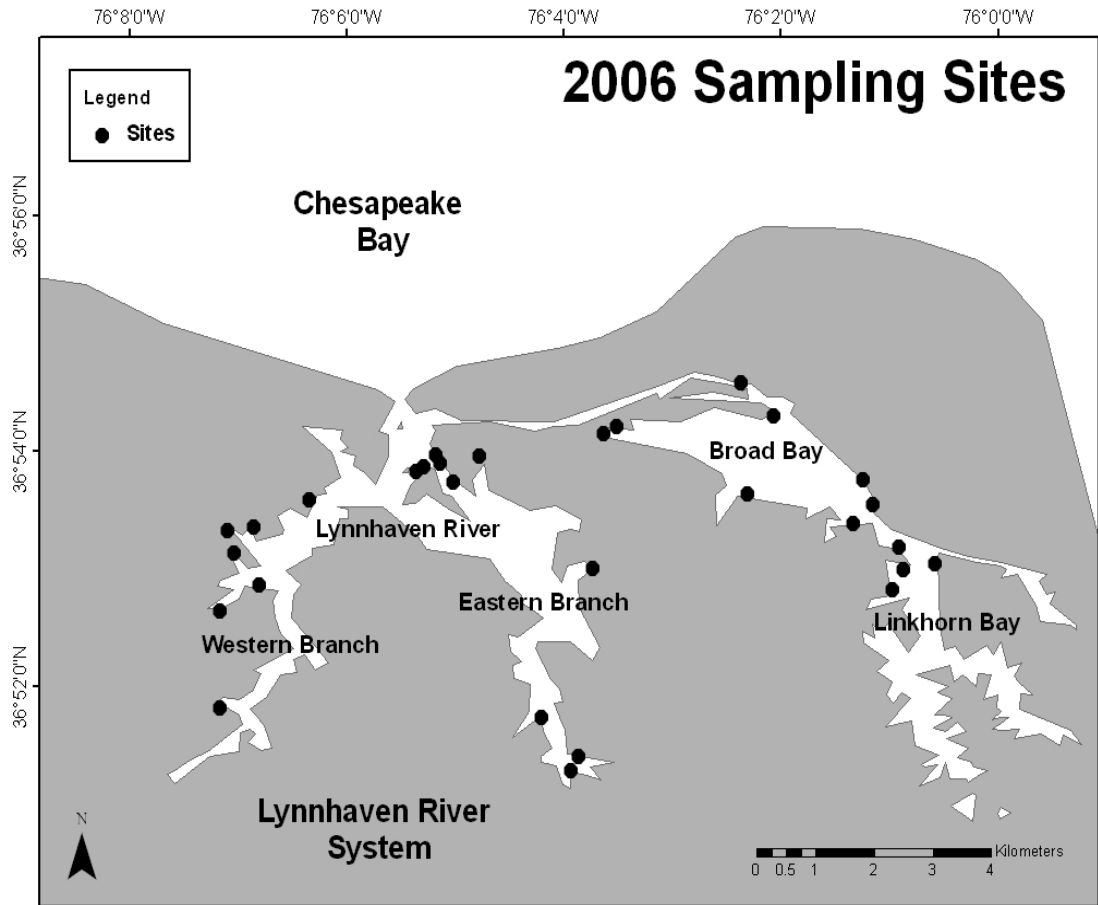 76°8'0"W
76°6'0"W
76°4'0"W
76°2'0"W
76°0'0"W
2006 Sampling Sites
Legend
Sites
36°56'0"N
Chesapeake
Bay
36°54'0"N
Broad Bay
Lynnhaven River
Eastern Branch
Linkhorn Bay
Western Branch
36°52'0"N
Lynnhaven River
System
N
Kilometers
0 0.5 1 2 3 4